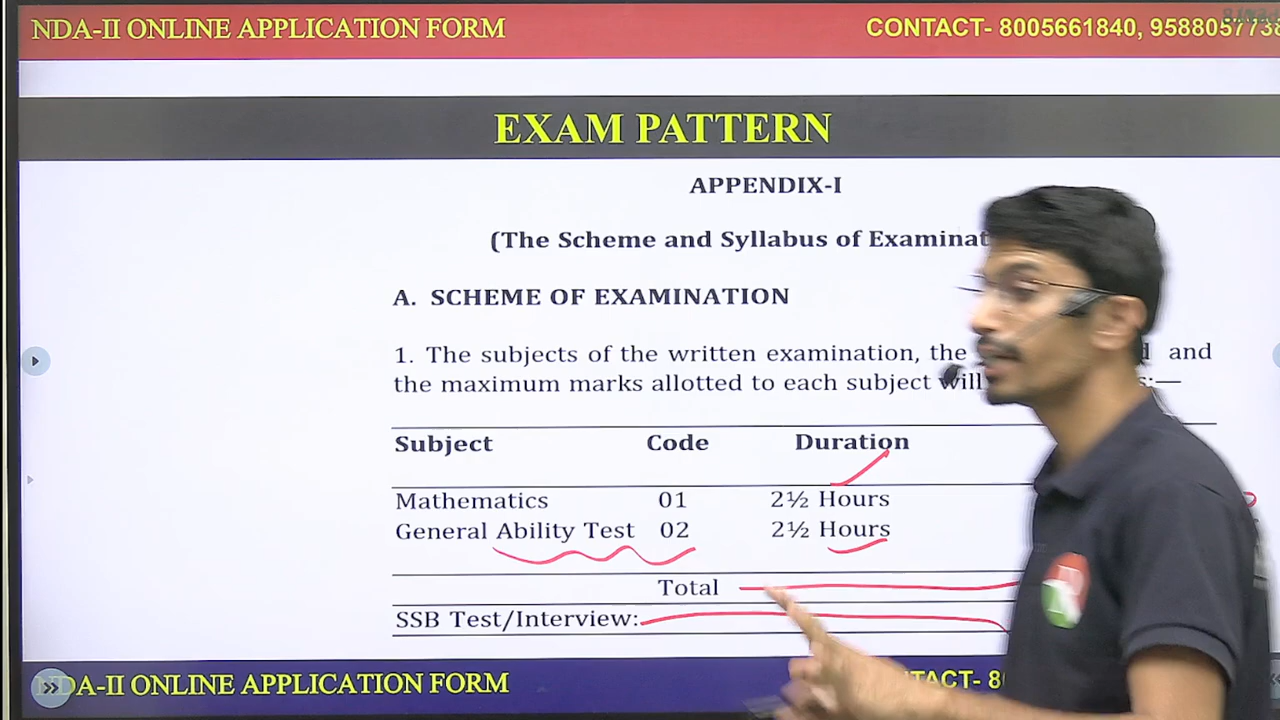 NDA-II ONLINE APPLICATION FORM CONTACT- 8005661840, 958805773
EXAM PATTERN
APPENDIX-I
(The Scheme and Syllabus of
A. SCHEME OF EXAMINATION
1. The subjects of the written examination, the and
the maximum marks allotted to each subject will
Subject Code Duration
Mathematics 01 2½ Hours
General Ability Test 02 2½ Hours
Total
SSB Test/Interview:
NDA-II ONLINE APPLICATION FORM